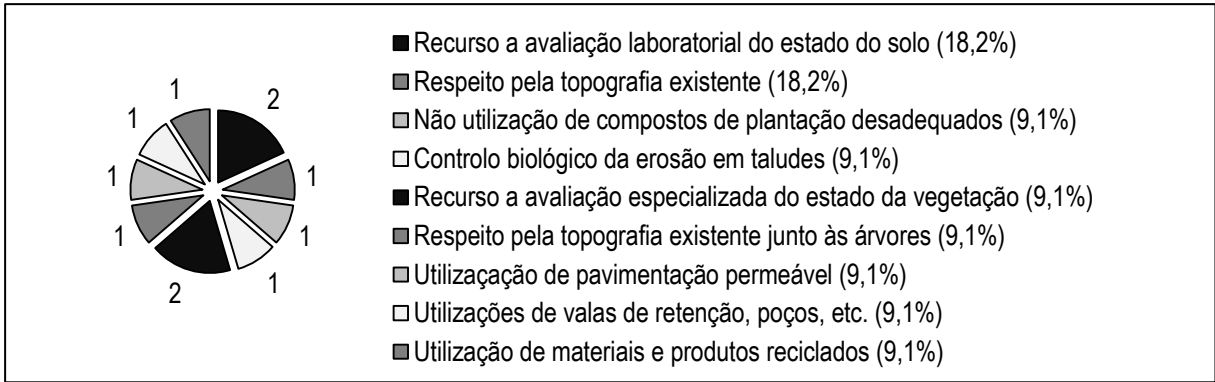 1
1
2
1
1
1
1
1
2
1
Recurso a avaliação laboratorial do estado do solo (18,2%)
Respeito pela topografia existente (18,2%)
Não utilização de compostos de plantação desadequados (9,1%)
Controlo biológico da erosão em taludes (9,1%)
Recurso a avaliação especializada do estado da vegetação (9,1%)
Respeito pela topografia existente junto às árvores (9,1%)
Utilizaçação de pavimentação permeável (9,1%)
Utilizações de valas de retenção, poços, etc. (9,1%)
Utilização de materiais e produtos reciclados (9,1%)